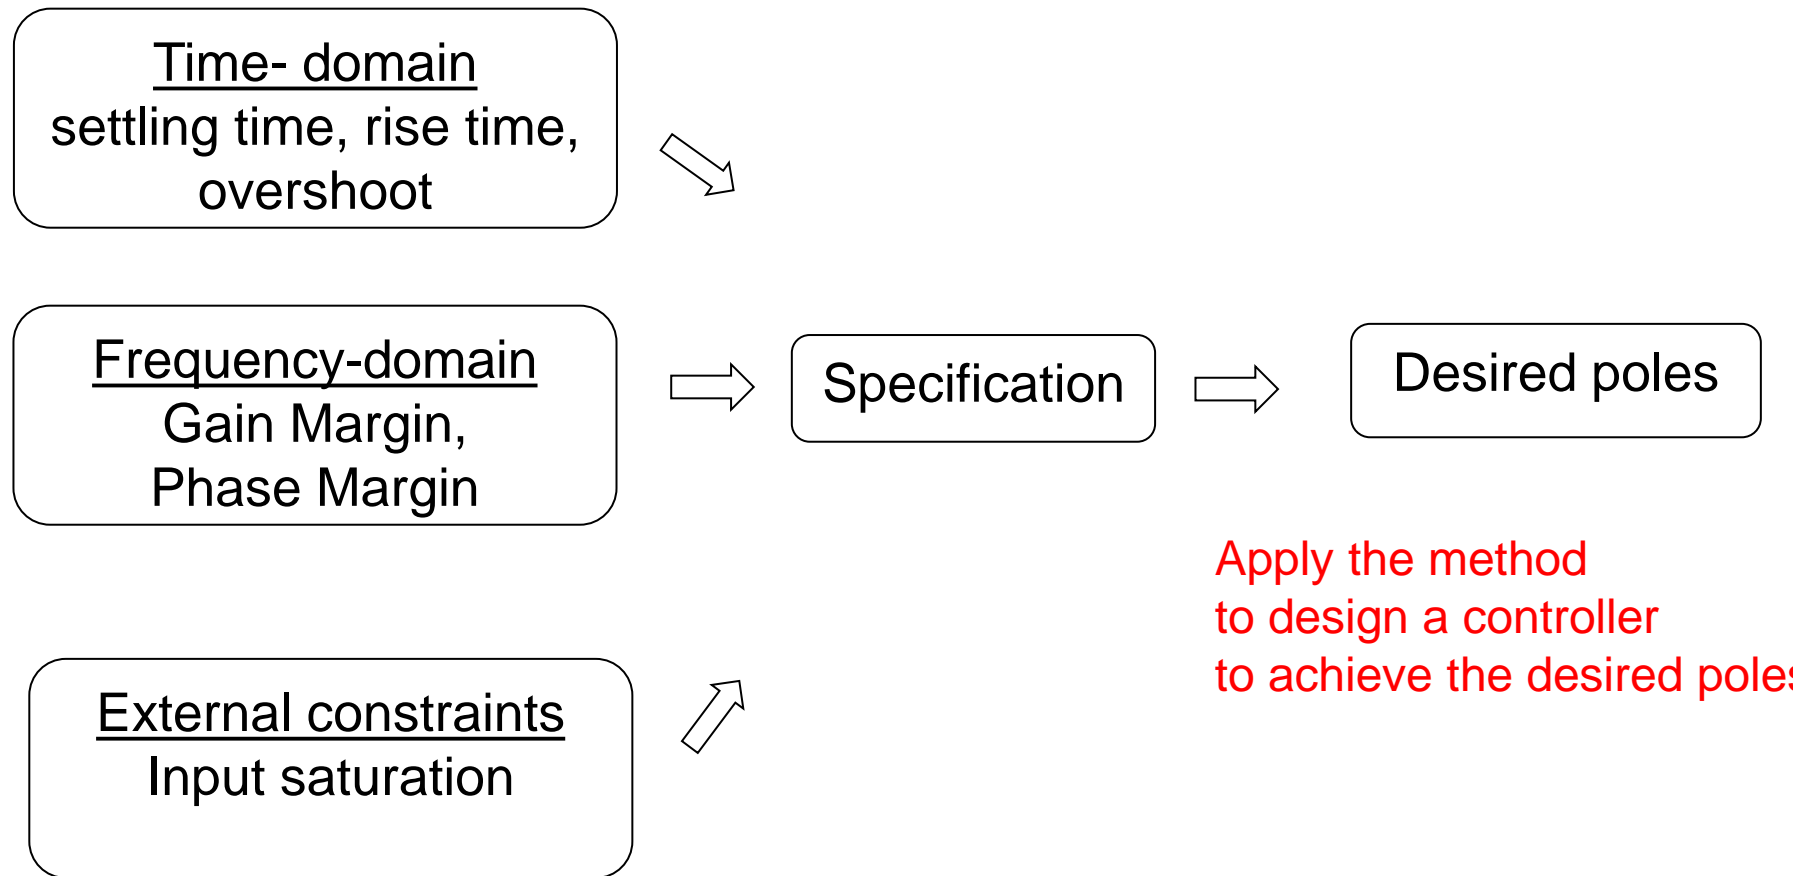 Time- domain
settling time, rise time,
overshoot
Frequency-domain
Gain Margin,
Phase Margin
Specification
Desired poles
Apply the method
to design a controller
to achieve the desired poles
External constraints
Input saturation